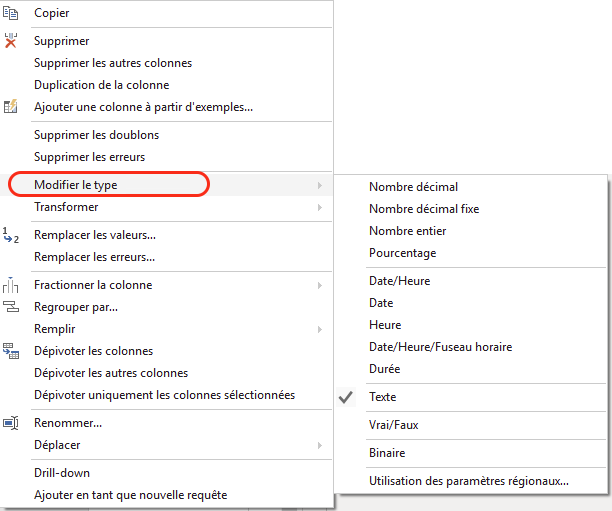 Copier
Supprimer
Supprimer les autres colonnes
Duplication de la colonne
Ajouter une colonne à partir d'exemples...
Supprimer les doublons
Supprimer les erreurs
Modifier le type
Transformer
1
2
Remplacer les valeurs...
Remplacer les erreurs...
Fractionner la colonne
Regrouper par...
Remplir
Dépivoter les colonnes
Dépivoter les autres colonnes
Dépivoter uniquement les colonnes sélectionnées
Renommer...
Déplacer
Drill-down
Ajouter en tant que nouvelle requête
Nombre décimal
Nombre décimal fixe
Nombre entier
Pourcentage
Date/Heure
Date
Heure
Date/Heure/Fuseau horaire
Durée
Texte
Vrai/Faux
Binaire
Utilisation des paramètres régionaux...